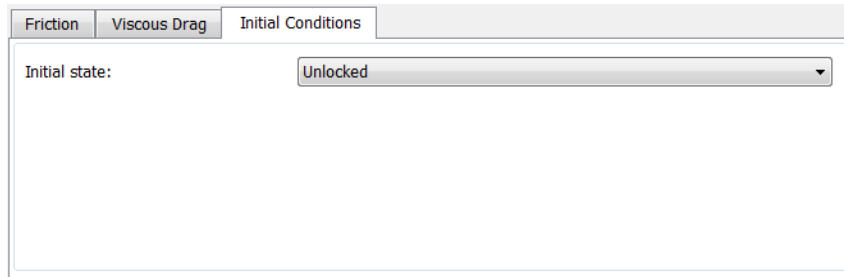 Friction Viscous Drag Initial Conditions
Initial state: Unlocked